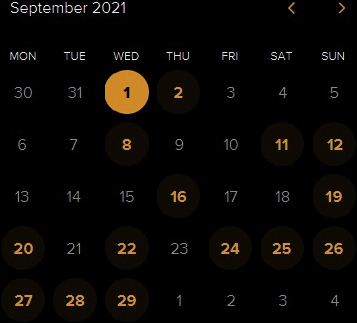 September 2021
MON TUE WED THU FRI SAT SUN
30 31 1 2 3 4 5
6 7 8 9 10 11 12
13 14 15 16 17 18 19
20 21 22 23 24 25 26
27 28 29 1 2 3 4